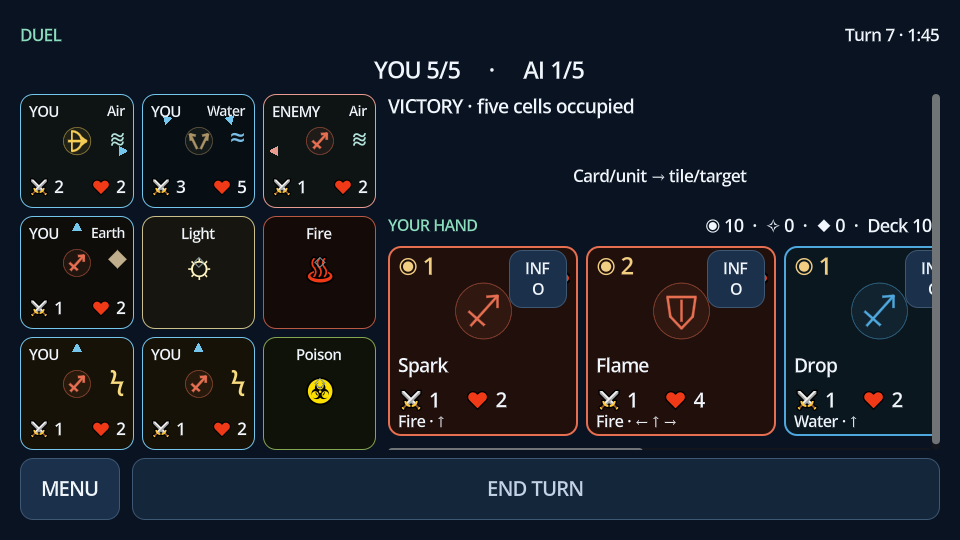 DUEL
Turn 7 · 1:45
YOU 5/5 · AI 1/5
YOU Air
2 2
YOU Water
3 5
ENEMY Air
1 2
YOU Earth
1 2
Light
Fire
YOU
1 2
YOU
1 2
Poison
VICTORY · five cells occupied
Card/unit → tile/target
YOUR HAND
◉ 10 · ✧ 0 · ◆ 0 · Deck 10
◉ 1
INF
O
Spark
1 2
Fire · ↑
◉ 2
INF
O
Flame
1 4
Fire · ← ↑ →
◉ 1
Drop
1 2
Water · ↑
MENU
END TURN